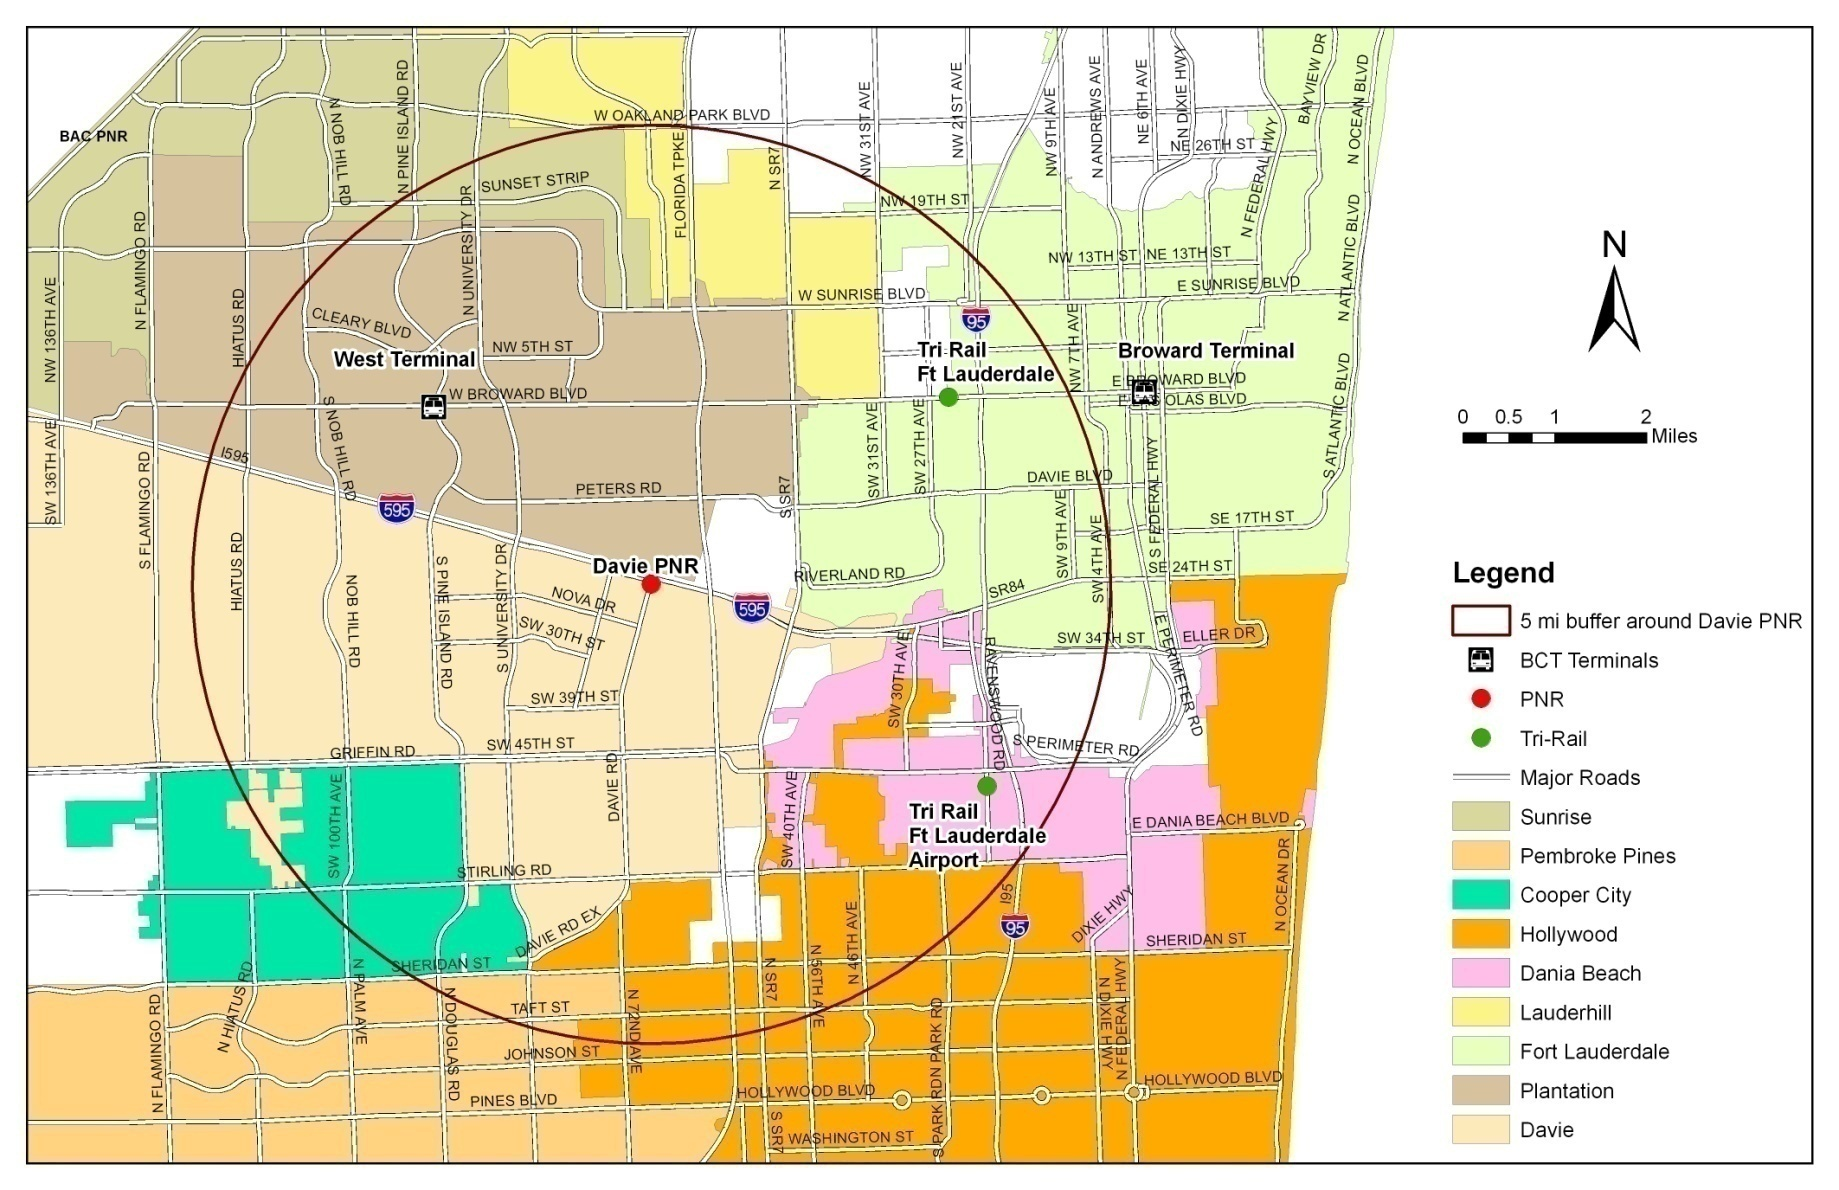 BAC PNR
N NOB HILL RD
N PINE ISLAND RD
W OAKLAND PARK BLVD
FLORIDA TPKE
N SR7
NW 31ST AVE
NW 21ST AVE
NW 9TH AVE
N ANDREWS AVE
NE 6TH AVE
N DIXIE HWY
NE 26TH ST
N FEDERAL HWY
BAYVIEW DR
N OCEAN BLVD
SUNSET STRIP
N UNIVERSITY DR
NW 19TH ST
N FLAMINGO RD
NW 136TH AVE
HIATUS RD
NW 13TH ST
NE 13TH ST
N ATLANTIC BLVD
W SUNRISE BLVD
E SUNRISE BLVD
95
CLEARY BLVD
NW 5TH ST
West Terminal
W BROWARD BLVD
Tri Rail
Ft Lauderdale
NW 7TH AVE
Broward Terminal
E BROWARD BLVD
OLAS BLVD
S ATLANTIC BLVD
SW 136TH AVE
S FLAMINGO RD
I595
S NOB HILL RD
595
PETERS RD
S SR7
SW 31ST AVE
SW 27TH AVE
DAVIE BLVD
S FEDERAL HWY
SE 17TH ST
SW 9TH AVE
SW 4TH AVE
SE 24TH ST
HIATUS RD
NOB HILL RD
S PINE ISLAND RD
S UNIVERSITY DR
Davie PNR
NOVA DR
SW 30TH ST
SW 39TH ST
595
RIVERLAND RD
SR84
SW 34TH ST
ELLER DR
E PERIMETER RD
SW 30TH AVE
RAVENSWOOD RD
S PERIMETER RD
GRIFFIN RD
SW 45TH ST
DAVIE RD
SW 100TH AVE
SW 40TH AVE
Tri Rail
Ft Lauderdale
Airport
E DANIA BEACH BLVD
N OCEAN DR
STIRLING RD
I95
95
DIXIE HWY
DAVIE RD EX
SHERIDAN ST
SHERIDAN ST
N FLAMINGO RD
N HIATUS RD
N PALM AVE
N DOUGLAS RD
TAFT ST
N 72ND AVE
N SR7
N 56TH AVE
N 46TH AVE
N PARK RD
N DIXIE HWY
N FEDERAL HWY
JOHNSON ST
PINES BLVD
HOLLYWOOD BLVD
HOLLYWOOD BLVD
S SR7
WASHINGTON ST
S PARK RD
N
0 0.5 1 2
Miles
Legend
5 mi buffer around Davie PNR
BCT Terminals
PNR
Tri-Rail
Major Roads
Sunrise
Pembroke Pines
Cooper City
Hollywood
Dania Beach
Lauderhill
Fort Lauderdale
Plantation
Davie